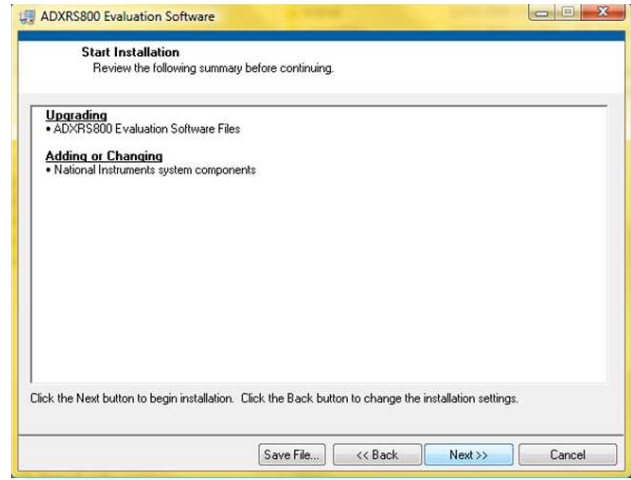 ADXRS800 Evaluation Software
Start Installation
Review the following summary before continuing.
Upgrading
• ADXRS800 Evaluation Software Files
Adding or Changing
• National Instruments system components
Click the Next button to begin installation. Click the Back button to change the installation settings.
Save File... << Back Next >> Cancel